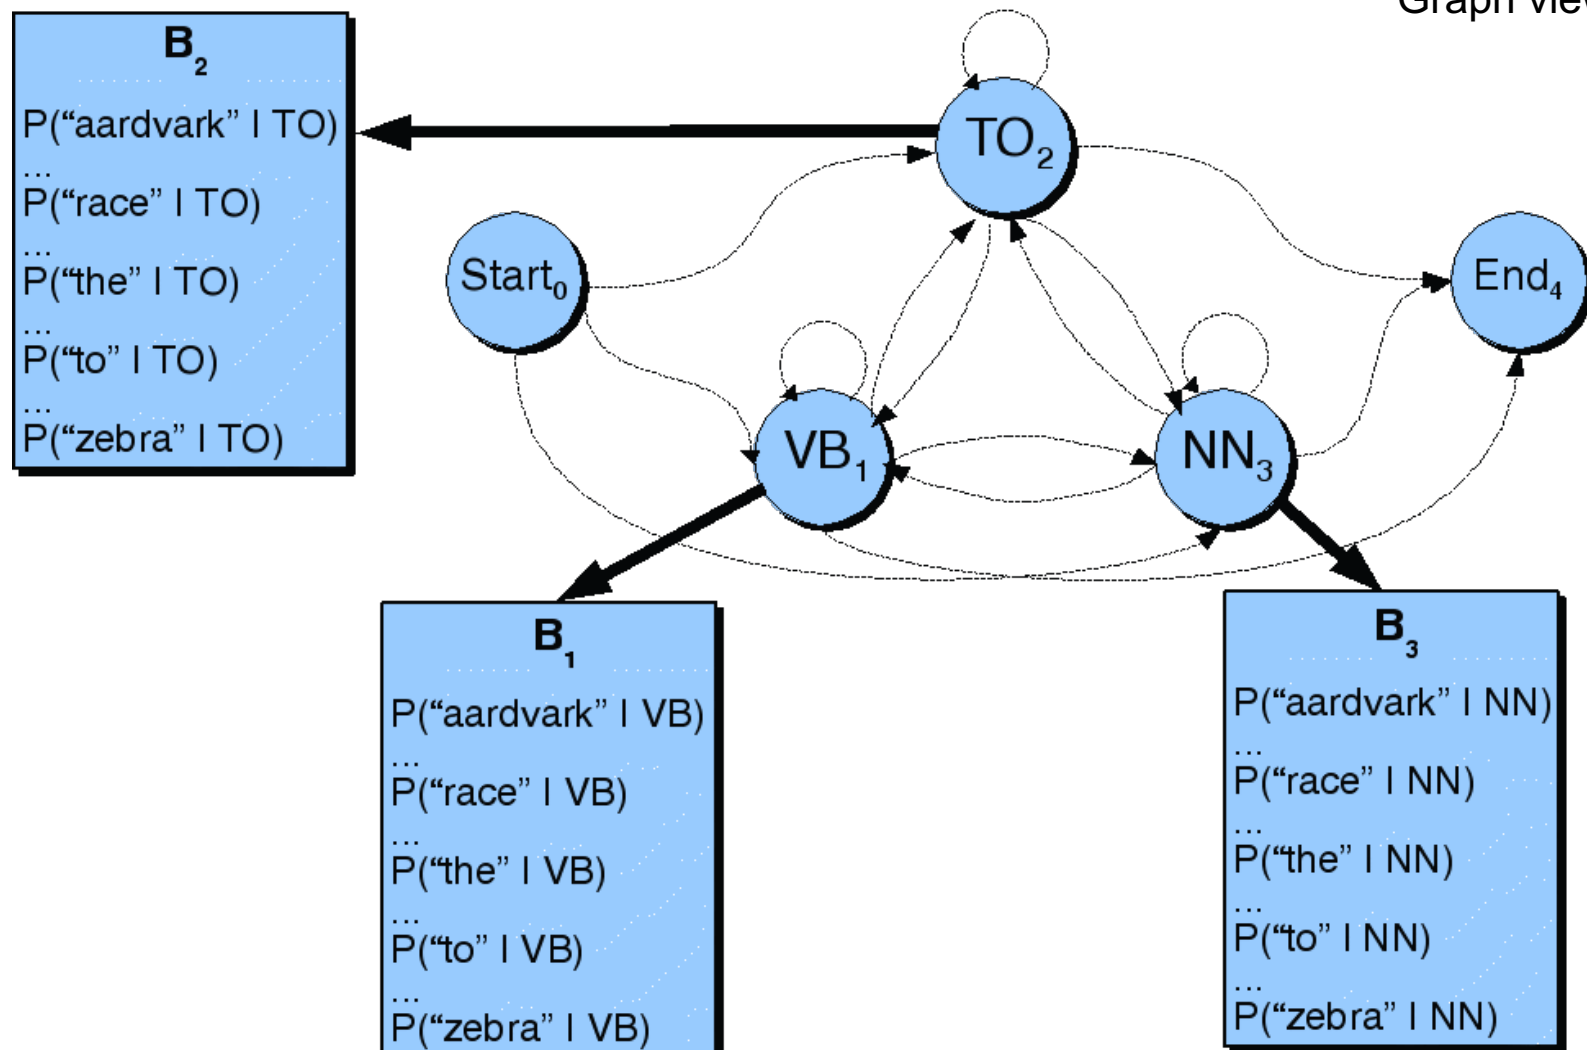 Graph view
B2
P(“aardvark” | TO)
...
P(“race” | TO)
...
P(“the” | TO)
...
P(“to” | TO)
...
P(“zebra” | TO)
TO2
Start0
End4
VB1
NN3
B1
P(“aardvark” | VB)
...
P(“race” | VB)
...
P(“the” | VB)
...
P(“to” | VB)
...
P(“zebra” | VB)
B3
P(“aardvark” | NN)
...
P(“race” | NN)
...
P(“the” | NN)
...
P(“to” | NN)
...
P(“zebra” | NN)